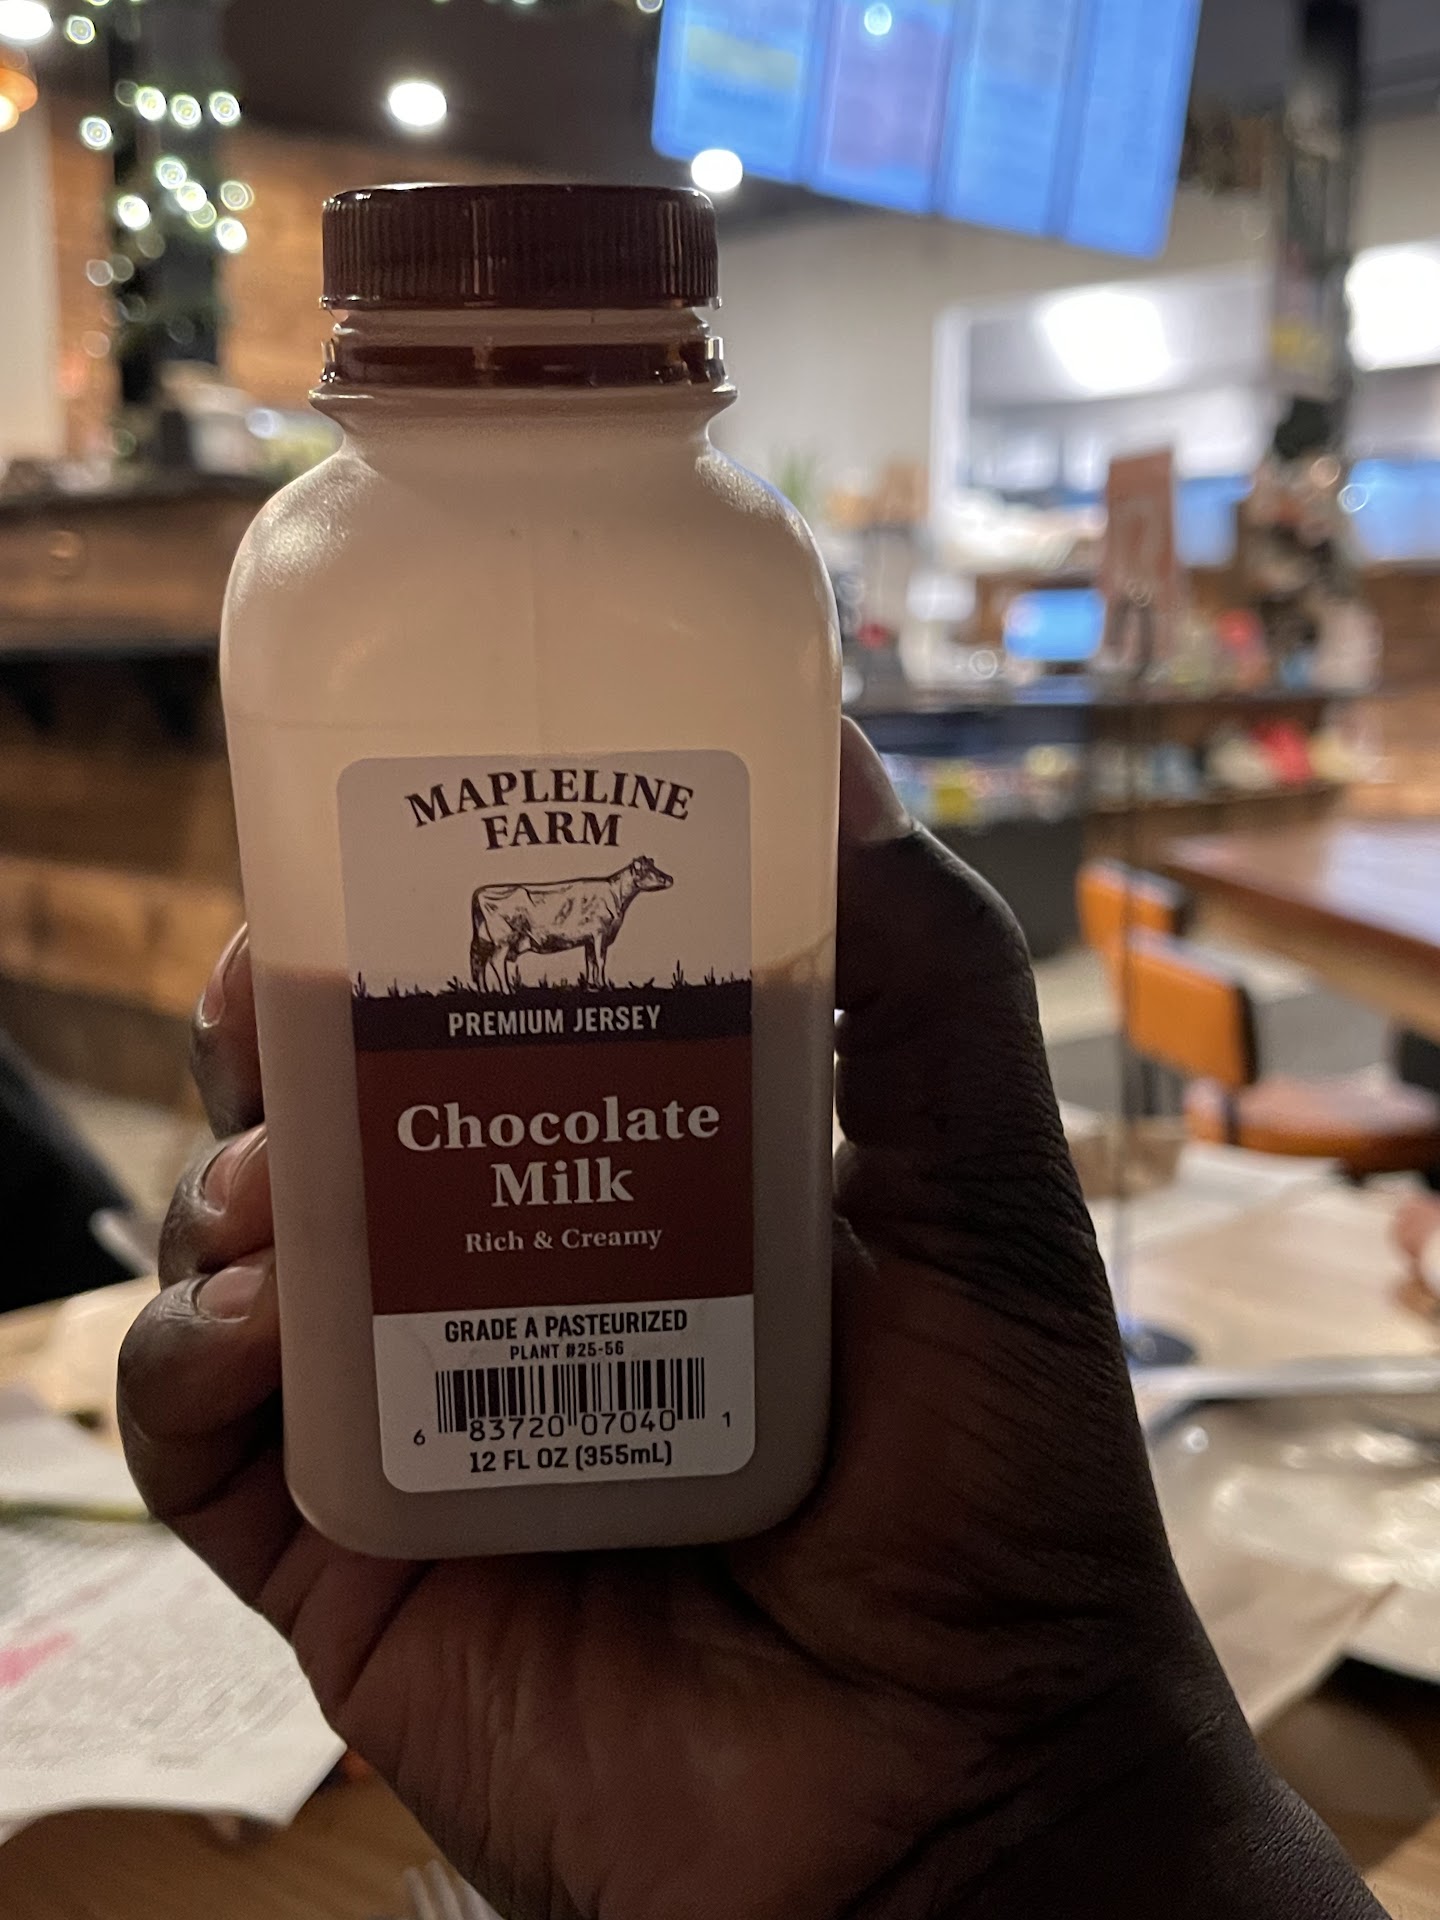 MAPLELINE
FARM
PREMIUM JERSEY
Chocolate
Milk
Rich & Creamy
GRADE A PASTEURIZED
PLANT #25-56
6 83720 07040 1
12 FL OZ (355mL)